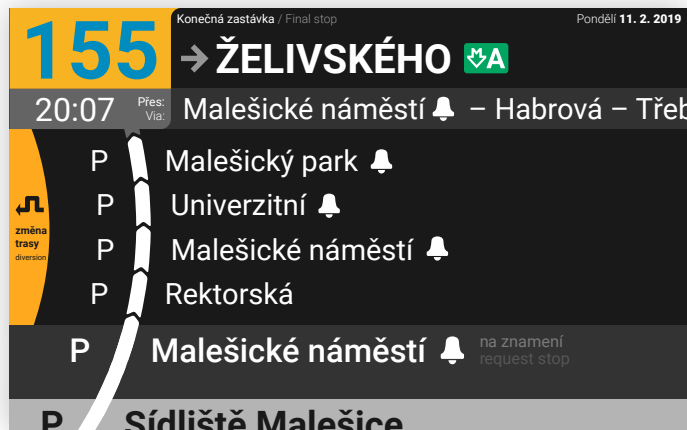 155
Konečná zastávka / Final stop
Pondělí 11. 2. 2019
ŽELIVSKÉHO A
20:07
Přes:
Via:
Malešické náměstí – Habrová – Třeb
P Malešický park
P Univerzitní
P Malešické náměstí
P Rektorská
změna
trasy
diversion
P Malešické náměstí
na znamení
request stop
P Sídliště Malešice